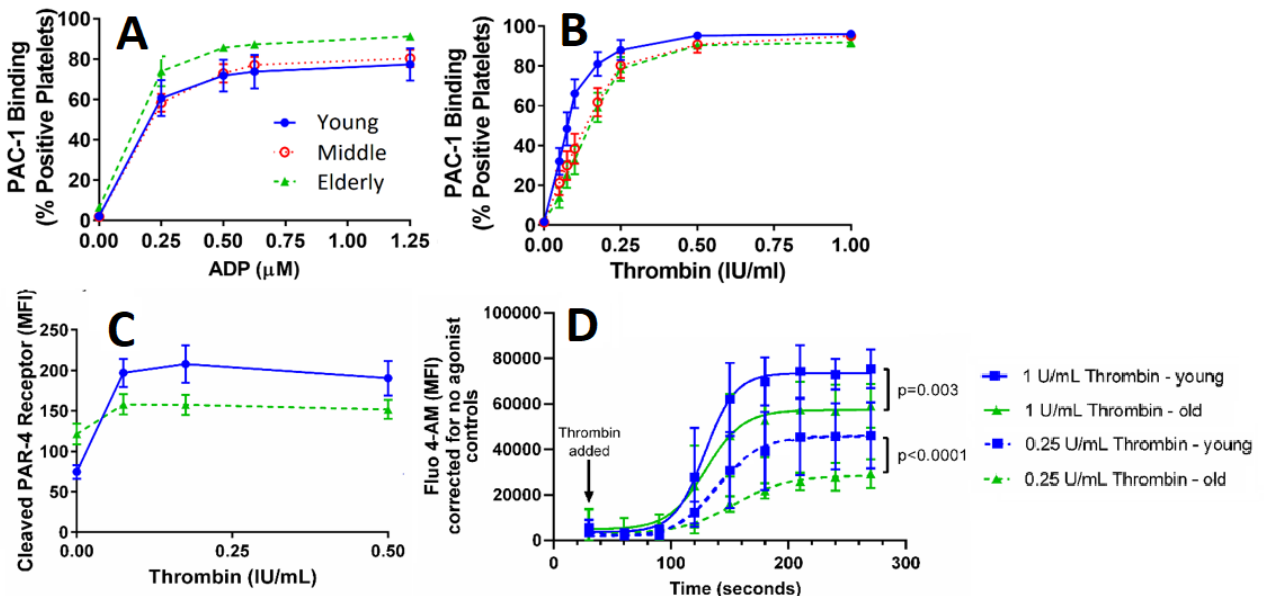 A
PAC-1 Binding
(% Positive Platelets)
100
80
60
40
20
0
0.00
0.25
0.50
0.75
1.00
1.25
ADP (μM)
Young
Middle
Elderly
B
PAC-1 Binding
(% Positive Platelets)
100
80
60
40
20
0
0.00
0.25
0.50
0.75
1.00
Thrombin (IU/ml)
C
Cleaved PAR-4 Receptor (MFI)
250
200
150
100
50
0
0.00
0.25
0.50
Thrombin (IU/mL)
D
Fluo 4-AM (MFI)
corrected for no agonist
controls
100000
80000
60000
40000
20000
0
0
100
200
300
Time (seconds)
Thrombin
added
p=0.003
p<0.0001
1 U/mL Thrombin - young
1 U/mL Thrombin - old
0.25 U/mL Thrombin - young
0.25 U/mL Thrombin - old